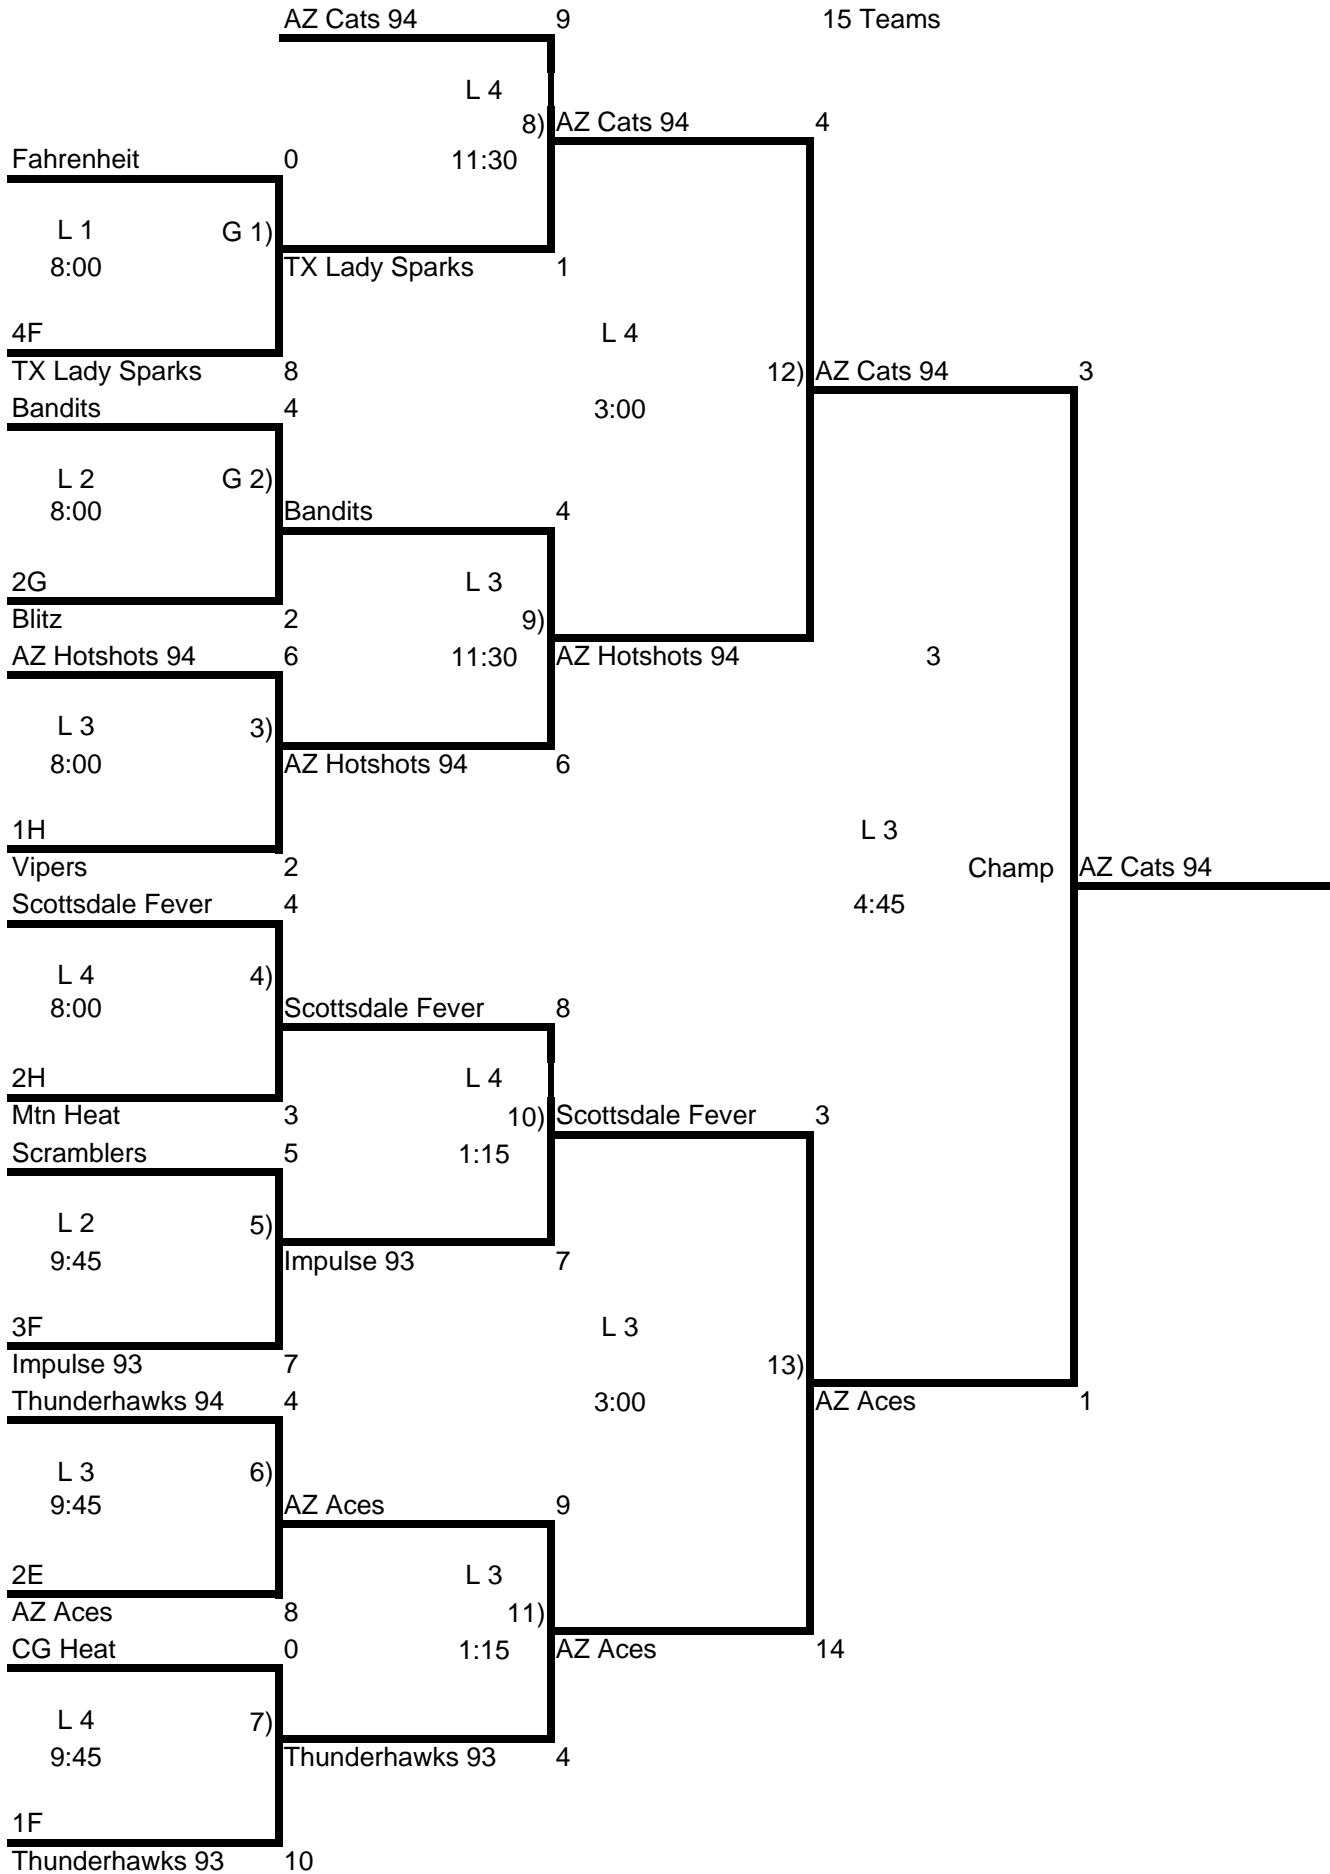 AZ Cats 94 9 15 Teams
L 4
8) AZ Cats 94 4
Fahrenheit 0 11:30
L 1 G 1)
8:00 TX Lady Sparks 1
4F L 4
TX Lady Sparks 8 12) AZ Cats 94 3
Bandits 4 3:00
L 2 G 2)
8:00 Bandits 4
2G L 3
Blitz 2 9)
AZ Hotshots 94 6 11:30 AZ Hotshots 94 3
L 3 3)
8:00 AZ Hotshots 94 6
1H L 3
Vipers 2 Champ AZ Cats 94
Scottsdale Fever 4 4:45
L 4 4)
8:00 Scottsdale Fever 8
2H L 4
Mtn Heat 3 10) Scottsdale Fever 3
Scramblers 5 1:15
L 2 5)
9:45 Impulse 93 7
3F L 3
Impulse 93 7 13)
Thunderhawks 94 4 3:00 AZ Aces 1
L 3 6)
9:45 AZ Aces 9
2E L 3
AZ Aces 8 11)
CG Heat 0 1:15 AZ Aces 14
L 4 7)
9:45 Thunderhawks 93 4
1F
Thunderhawks 93 10